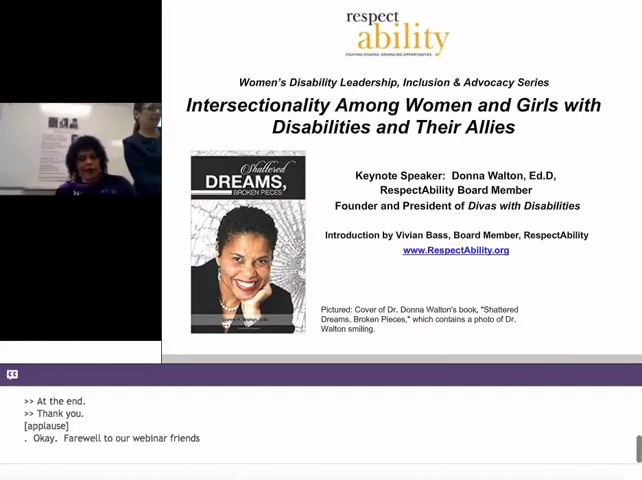 respect
ability
FIGHTING STIGMA. ADVANCING OPPORTUNITIES.
Women's Disability Leadership, Inclusion & Advocacy Series
Intersectionality Among Women and Girls with
Disabilities and Their Allies
Shattered
DREAMS,
BROKEN PIECES
Keynote Speaker: Donna Walton, Ed.D,
RespectAbility Board Member
Founder and President of Divas with Disabilities
Introduction by Vivian Bass, Board Member, RespectAbility
www.RespectAbility.org
Pictured: Cover of Dr. Donna Walton's book, "Shattered
Dreams, Broken Pieces," which contains a photo of Dr.
Walton smiling.
>> At the end.
>> Thank you.
[applause]
. Okay. Farewell to our webinar friends